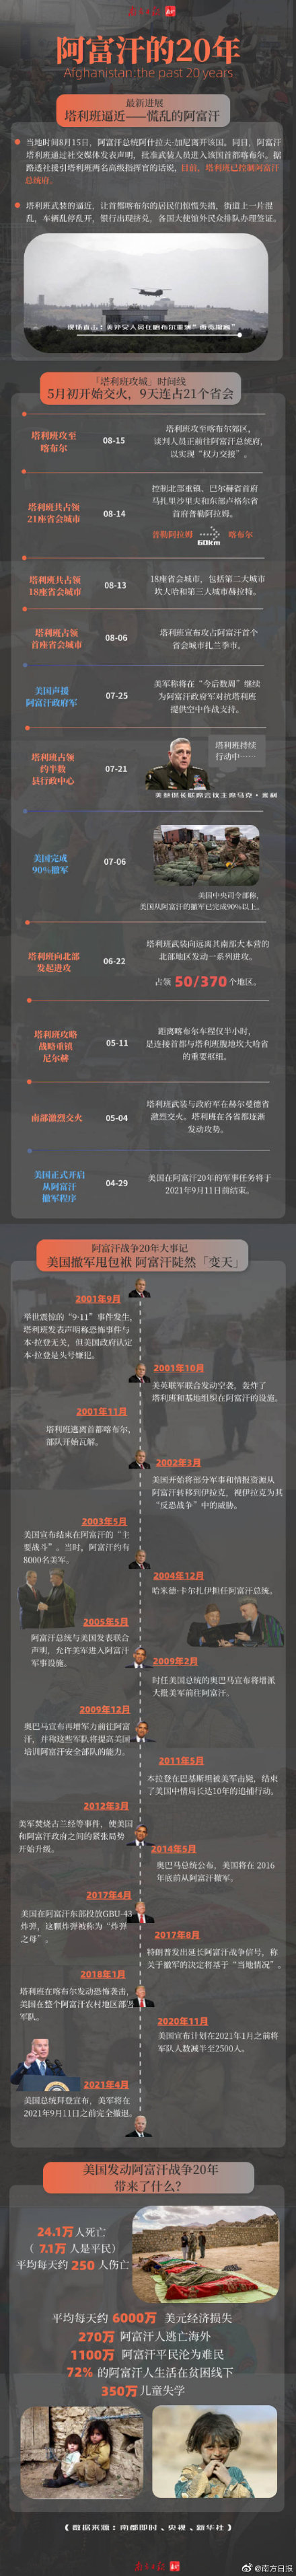 南方日报
阿富汗的20年
Afghanistan:the past 20 years
最新进展
塔利班逼近——慌乱的阿富汗
当地时间8月15日，阿富汗总统阿什拉夫·加尼离开该国。同日，阿富汗
塔利班通过社交媒体发表声明，批准武装人员进入该国首都喀布尔。据
路透社援引塔利班两名高级指挥官的话说，目前，塔利班已控制阿富汗
总统府。
塔利班武装的逼近，让首都喀布尔的居民们惊慌失措，街道上一片混
乱，车辆乱停乱开，银行出现挤兑，各国大使馆外民众排队办理签证。
「塔利班攻城」时间线
5月初开始交火，9天连占21个省会
塔利班攻至
喀布尔
08-15
塔利班攻至喀布尔郊区，
谈判人员正前往阿富汗总统府，
以实现“权力交接”。
塔利班共占领
21座省会城市
08-14
控制北部重镇、巴尔赫省首府
马扎里沙里夫和东部卢格尔省
首府普勒阿拉姆。
普勒阿拉姆
60km
喀布尔
塔利班共占领
18座省会城市
08-13
18座省会城市，包括第二大城市
坎大哈和第三大城市赫拉特。
塔利班占领
首座省会城市
08-06
塔利班宣布攻占阿富汗首个
省会城市扎兰季市。
美国声援
阿富汗政府军
07-25
美军称将在“今后数周”继续
为阿富汗政府军对抗塔利班
提供空中作战支持。
塔利班占领
约半数
县行政中心
07-21
塔利班持续
行动中……
美参谋长联席会议主席马克·米利
美国完成
90%撤军
07-06
美国中央司令部称，
美国从阿富汗的撤军已完成90%以上。
塔利班向北部
发起进攻
06-22
塔利班武装向远离其南部大本营的
北部地区发动一系列进攻。
占领 50/370 个地区。
塔利班攻略
战略重镇
尼尔赫
05-11
距离喀布尔车程仅半小时，
是连接首都与塔利班腹地坎大哈省
的重要枢纽。
南部激烈交火
05-04
塔利班武装与政府军在赫尔曼德省
激烈交火。塔利班在各省都逐渐
发动攻势。
美国正式开启
从阿富汗
撤军程序
04-29
美国在阿富汗20年的军事任务将于
2021年9月11日前结束。
阿富汗战争20年大事记
美国撤军甩包袱 阿富汗陡然「变天」
2001年9月
举世震惊的“9·11”事件发生，
塔利班发表声明称恐怖事件与
本·拉登无关，但美国政府认定
本·拉登是头号嫌犯。
2001年10月
美英联军联合发动空袭，轰炸了
塔利班和基地组织在阿富汗的设施。
2001年11月
塔利班逃离首都喀布尔，
部队开始瓦解。
2002年3月
美国开始将部分军事和情报资源从
阿富汗转移到伊拉克，视伊拉克为其
“反恐战争”中的威胁。
2003年5月
美国宣布结束在阿富汗的“主
要战斗”。当时，阿富汗约有
8000名美军。
2004年12月
哈米德·卡尔扎伊担任阿富汗总统。
2005年5月
阿富汗总统与美国发表联合
声明，允许美军进入阿富汗
军事设施。
2009年2月
时任美国总统的奥巴马宣布将增派
大批美军前往阿富汗。
2009年12月
奥巴马宣布再增军力前往阿富
汗，并称这些军队将提高美国
培训阿富汗安全部队的能力。
2011年5月
本拉登在巴基斯坦被美军击毙，结束
了美国中情局长达10年的追捕行动。
2012年3月
美军焚烧古兰经等事件，使美国
和阿富汗政府之间的紧张局势
开始升级。
2014年5月
奥巴马总统公布，美国将在 2016
年底前从阿富汗撤军。
2017年4月
美国在阿富汗东部投放GBU-43
炸弹，这颗炸弹被称为“炸弹
之母”。
2017年8月
特朗普发出延长阿富汗战争信号，称
关于撤军的决定将基于“当地情况”。
2018年1月
塔利班在喀布尔发动恐怖袭击，
美国在整个阿富汗农村地区部署
军队。
2020年11月
美国宣布计划在2021年1月之前将
军队人数减半至2500人。
2021年4月
美国总统拜登宣布，美军将在
2021年9月11日之前完全撤退。
美国发动阿富汗战争20年
带来了什么？
24.1万人死亡
（ 7.1万 人是平民）
平均每天约 250 人伤亡
平均每天约 6000万 美元经济损失
270万 阿富汗人逃亡海外
1100万 阿富汗平民沦为难民
72% 的阿富汗人生活在贫困线下
350万儿童失学
（ 数据来源：南都即时、央视、新华社 ）
南方日报
@南方日报